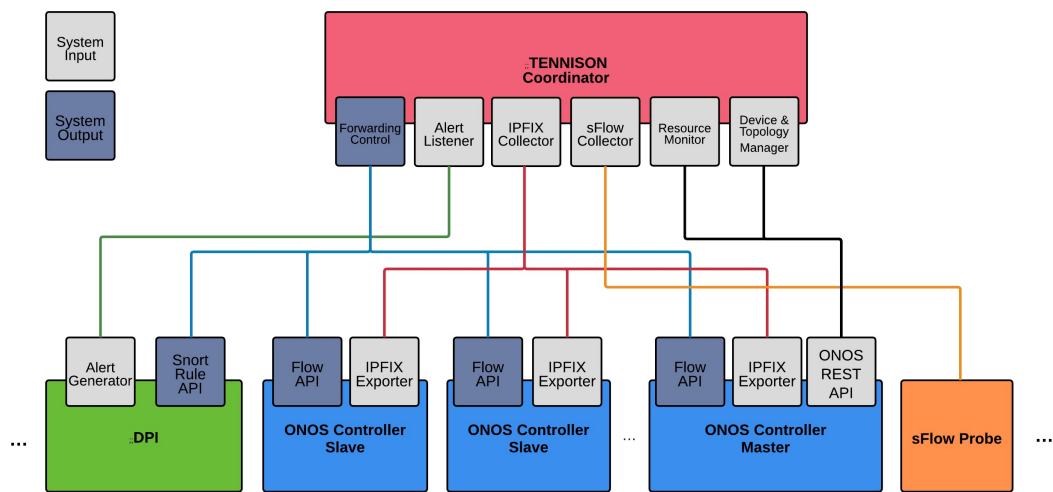 System
Input
System
Output
::TENNISON
Coordinator
Forwarding
Control
Alert
Listener
IPFIX
Collector
sFlow
Collector
Resource
Monitor
Device &
Topology
Manager
Alert
Generator
Snort
Rule
API
Flow
API
IPFIX
Exporter
Flow
API
IPFIX
Exporter
Flow
API
IPFIX
Exporter
ONOS
REST
API
...
::DPI
ONOS Controller
Slave
ONOS Controller
Slave
...
ONOS Controller
Master
sFlow Probe
...